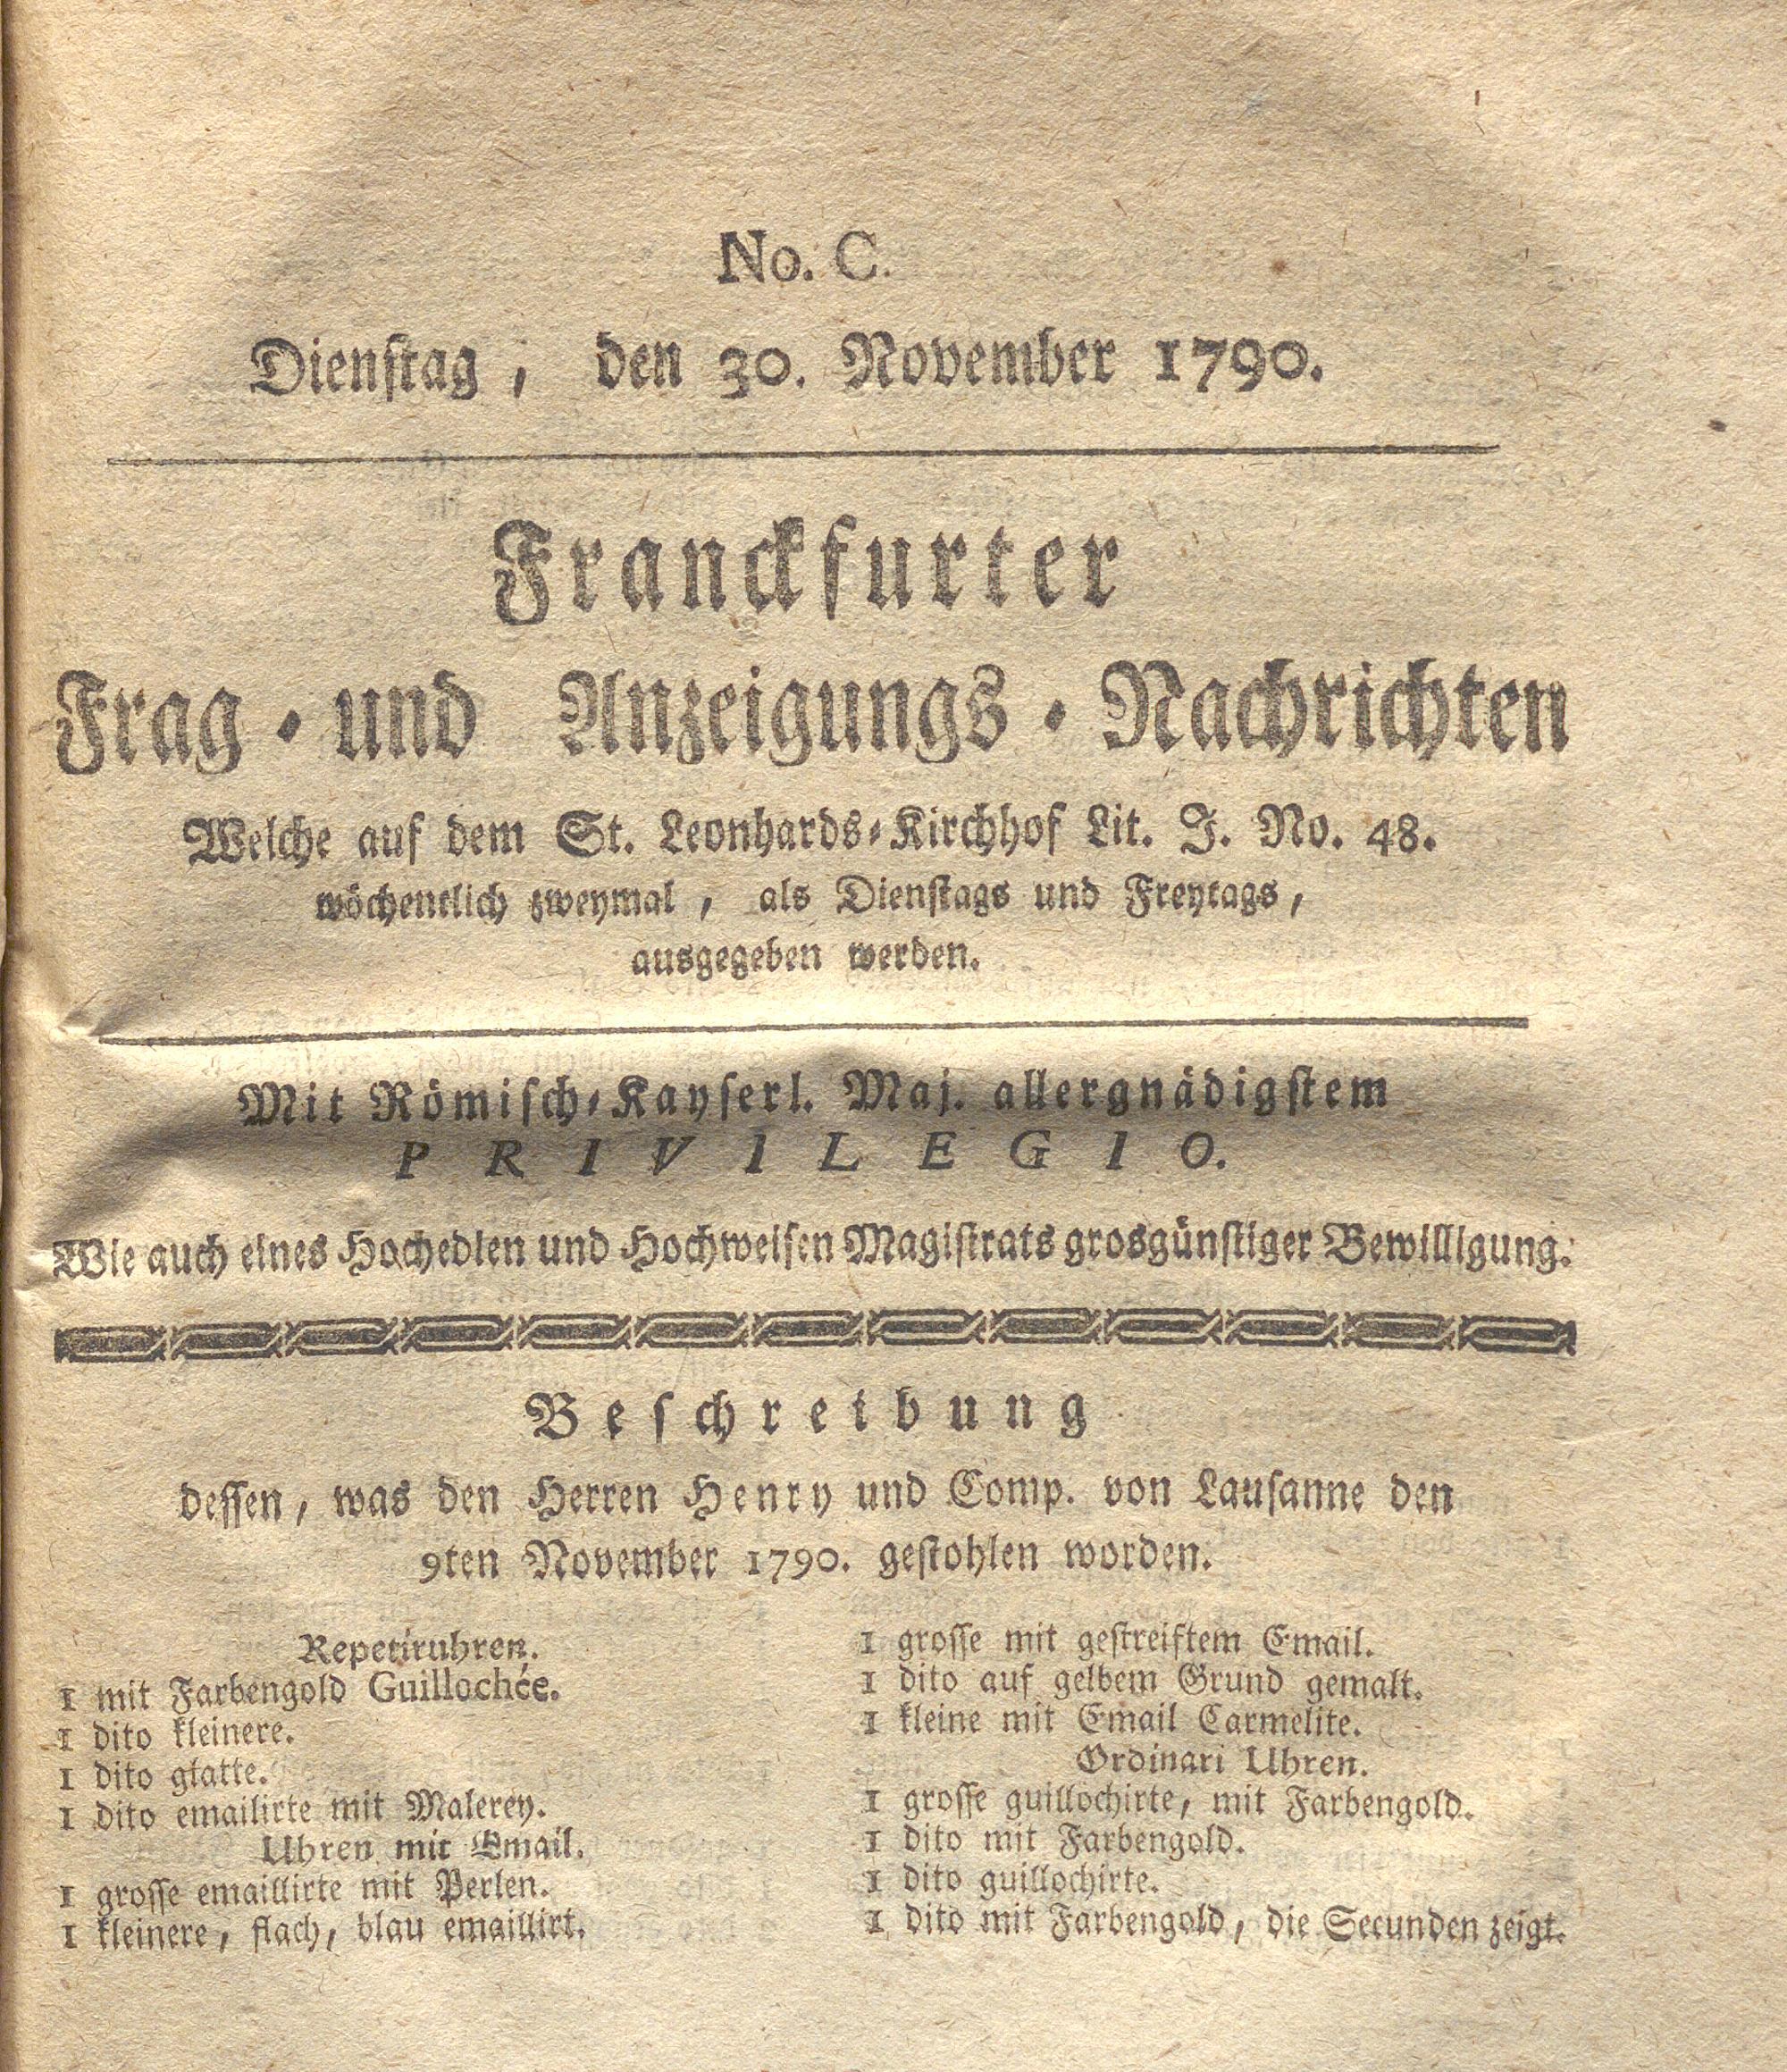 No. C.
Dienstag, den 30. November 1790.
Franckfurter
Frag- und Anzeigungs-Nachrichten
Welche auf dem St. Leonhards-Kirchhof Lit. J. No. 48.
wöchentlich zweymal, als Dienstags und Freytags,
ausgegeben werden.
Mit Römisch-Kayserl. Maj. allergnädigstem
PRIVILEGIO.
Wie auch eines Hochedlen und Hochweisen Magistrats grosgünstiger Bewilligung.
Beschreibung
dessen, was den Herren Henry und Comp. von Lausanne den
9ten November 1790. gestohlen worden.
Repetiruhren.
1 mit Farbengold Guillochée.
1 dito kleinere.
1 dito glatte.
1 dito emailirte mit Malerey.
Uhren mit Email.
1 grosse emaillirte mit Perlen.
1 kleinere, flach, blau emaillirt.
1 grosse mit gestreiftem Email.
1 dito auf gelbem Grund gemalt.
1 kleine mit Email Carmelite.
Ordinari Uhren.
1 grosse guillochirte, mit Farbengold.
1 dito mit Farbengold.
1 dito guillochirte.
1 dito mit Farbengold, die Secunden zeigt.